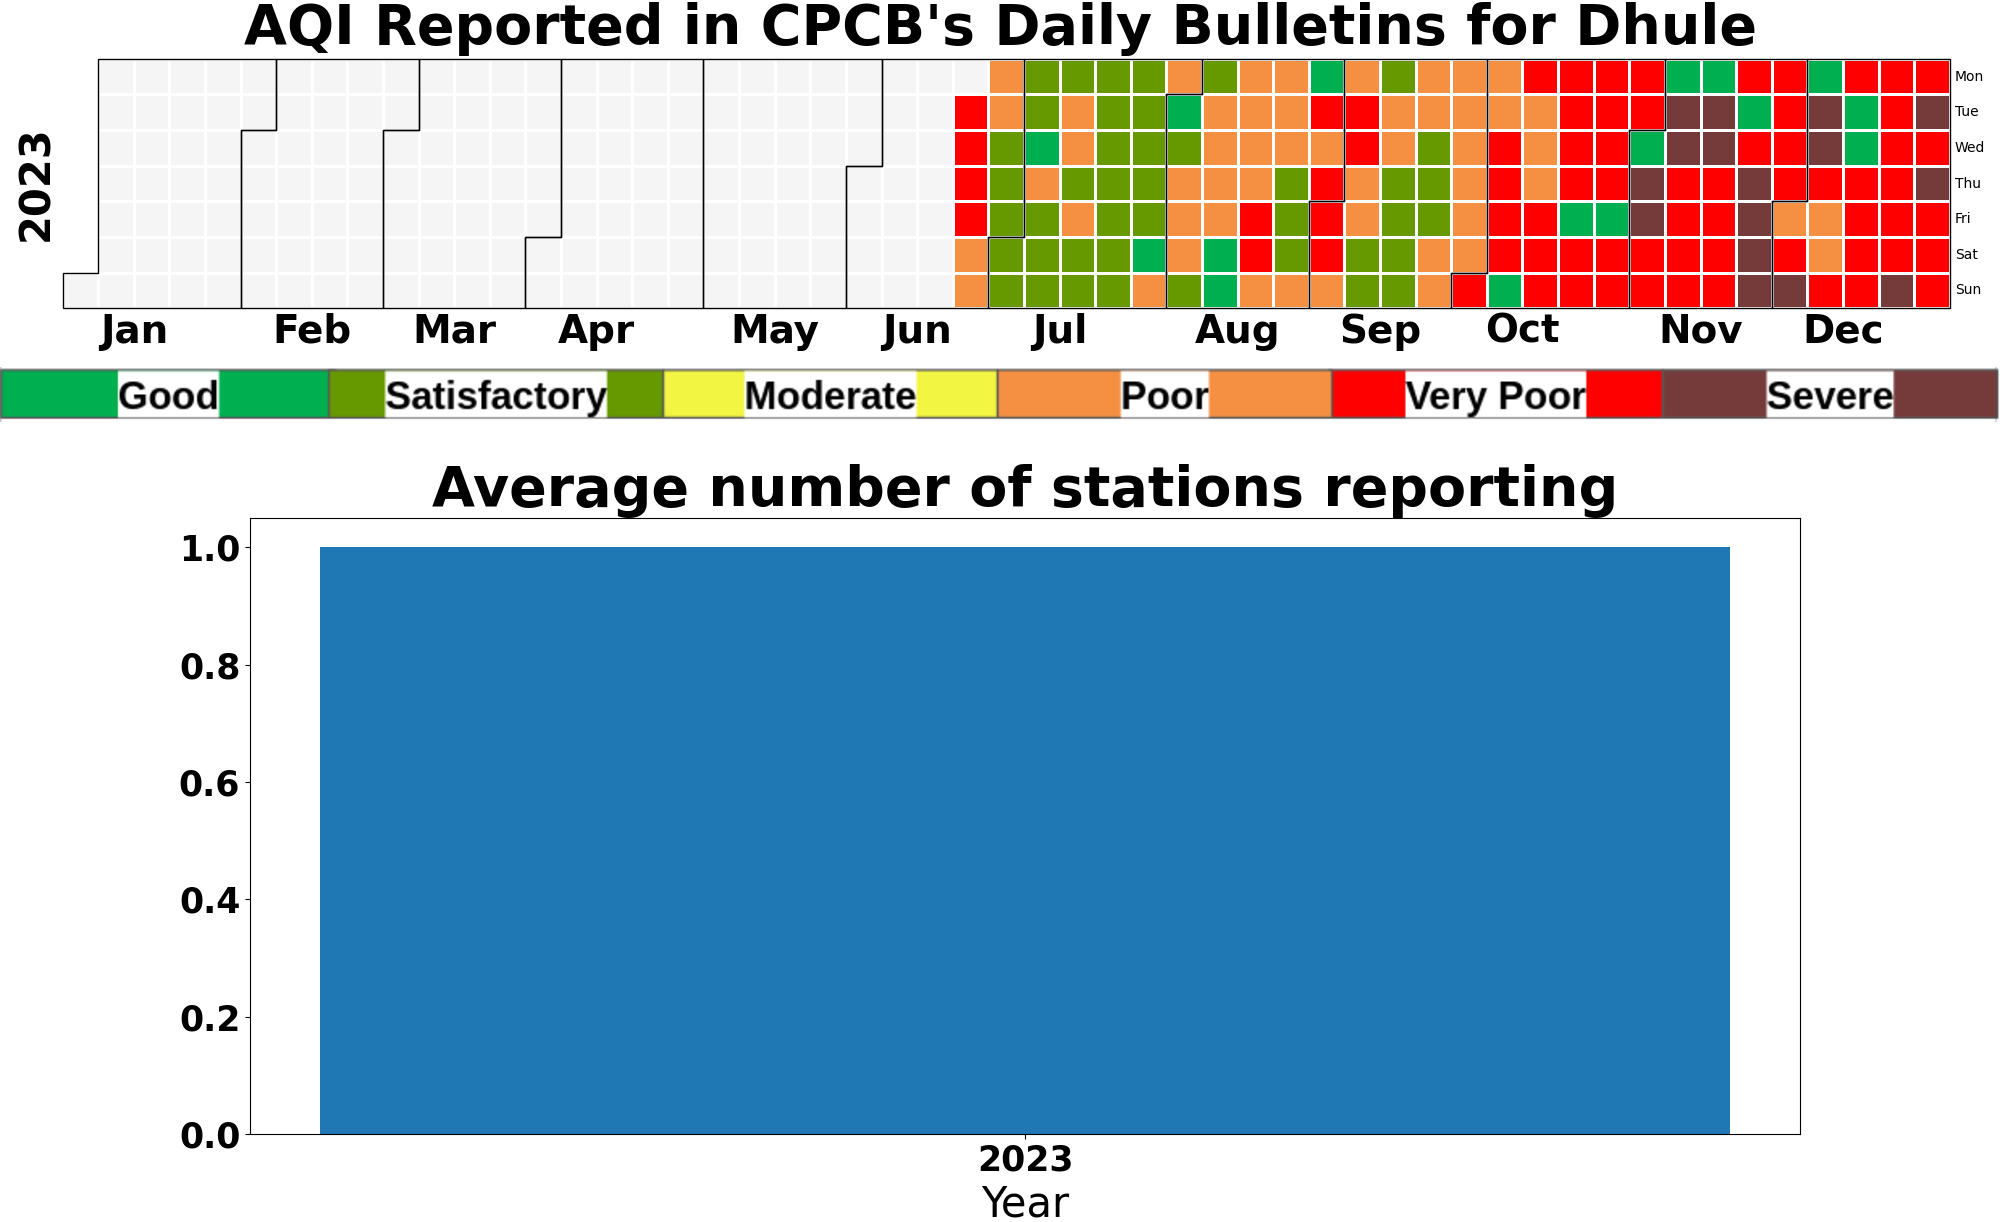 AQI Reported in CPCB's Daily Bulletins for Dhule
2023
Mon
Tue
Wed
Thu
Fri
Sat
Sun
Jan Feb Mar Apr May Jun Jul Aug Sep Oct Nov Dec
Good Satisfactory Moderate Poor Very Poor Severe
Average number of stations reporting
1.0
0.8
0.6
0.4
0.2
0.0
2023
Year